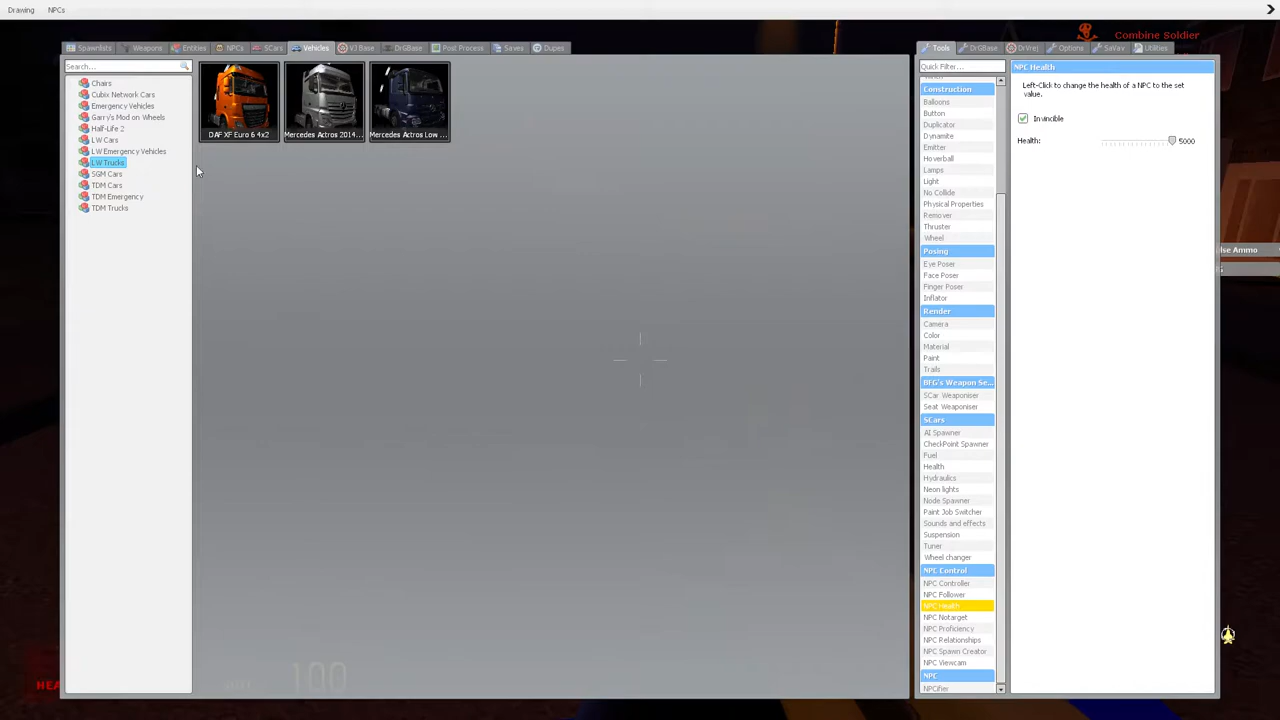 Drawing NPCs
Combine Soldier
Spawnlists Weapons Entities NPCs SCars Vehicles VJ Base DrGBase Post Process Saves Dupes
Search...
Chairs
Cubix Network Cars
Emergency Vehicles
Garry's Mod on Wheels
Half-Life 2
LW Cars
LW Emergency Vehicles
LW Trucks
SGM Cars
TDM Cars
TDM Emergency
TDM Trucks
DAF XF Euro 6 4x2
Mercedes Actros 2014...
Mercedes Actros Low ...
100
Tools DrGBase DrVrej Options SaVav Utilities
Quick Filter...
Construction
Balloons
Button
Duplicator
Dynamite
Emitter
Hoverball
Lamps
Light
No Collide
Physical Properties
Remover
Thruster
Wheel
Posing
Eye Poser
Face Poser
Finger Poser
Inflator
Render
Camera
Color
Material
Paint
Trails
BFG's Weapon Se...
SCar Weaponiser
Seat Weaponiser
SCars
AI Spawner
CheckPoint Spawner
Fuel
Health
Hydraulics
Neon lights
Node Spawner
Paint Job Switcher
Sounds and effects
Suspension
Tuner
Wheel changer
NPC Control
NPC Controller
NPC Follower
NPC Health
NPC Notarget
NPC Proficiency
NPC Relationships
NPC Spawn Creator
NPC Viewcam
NPC
NPCifier
NPC Health
Left-Click to change the health of a NPC to the set
value.
Invincible
Health: 5000
lse Ammo